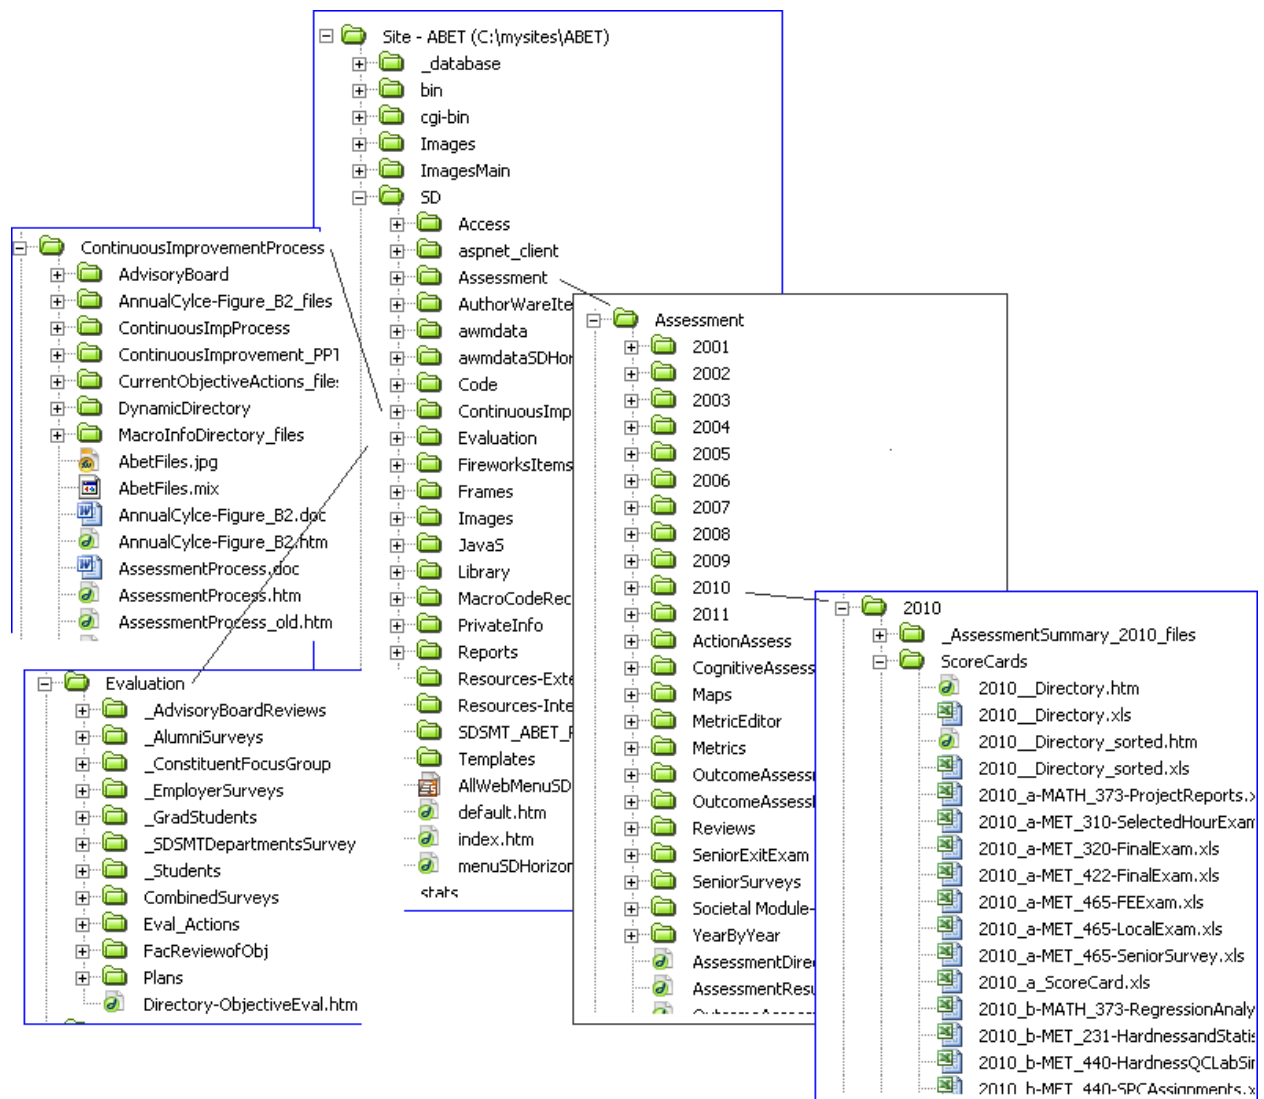 Site - ABET (C:\mysites\ABET)
_database
bin
cgi-bin
Images
ImagesMain
SD
Access
aspnet_client
Assessment
AuthorWareIte
awmdata
awmdataSDHor
Code
ContinuousImp
Evaluation
FireworksItems
Frames
Images
JavaS
Library
MacroCodeRec
PrivateInfo
Reports
Resources-Exte
Resources-Inte
SDSMT_ABET_F
Templates
AllWebMenuSD
default.htm
index.htm
menuSDHorizor
stats
ContinuousImprovementProcess
AdvisoryBoard
AnnualCylce-Figure_B2_files
ContinuousImpProcess
ContinuousImprovement_PPT
CurrentObjectiveActions_files
DynamicDirectory
MacroInfoDirectory_files
AbetFiles.jpg
AbetFiles.mix
AnnualCylce-Figure_B2.doc
AnnualCylce-Figure_B2.htm
AssessmentProcess.doc
AssessmentProcess.htm
AssessmentProcess_old.htm
Evaluation
_AdvisoryBoardReviews
_AlumniSurveys
_ConstituentFocusGroup
_EmployerSurveys
_GradStudents
_SDSMTDepartmentsSurvey
_Students
CombinedSurveys
Eval_Actions
FacReviewofObj
Plans
Directory-ObjectiveEval.htm
Assessment
2001
2002
2003
2004
2005
2006
2007
2008
2009
2010
2011
ActionAssess
CognitiveAssess
Maps
MetricEditor
Metrics
OutcomeAssess
OutcomeAssess
Reviews
SeniorExitExam
SeniorSurveys
Societal Module-
YearByYear
AssessmentDire
AssessmentResu
OutcomeAssess
2010
_AssessmentSummary_2010_files
ScoreCards
2010__Directory.htm
2010__Directory.xls
2010__Directory_sorted.htm
2010__Directory_sorted.xls
2010_a-MATH_373-ProjectReports.x
2010_a-MET_310-SelectedHourExam
2010_a-MET_320-FinalExam.xls
2010_a-MET_422-FinalExam.xls
2010_a-MET_465-FEExam.xls
2010_a-MET_465-LocalExam.xls
2010_a-MET_465-SeniorSurvey.xls
2010_a_ScoreCard.xls
2010_b-MATH_373-RegressionAnaly
2010_b-MET_231-HardnessandStatis
2010_b-MET_440-HardnessQCLabSin
2010_b-MET_440-SPCAssignments.x